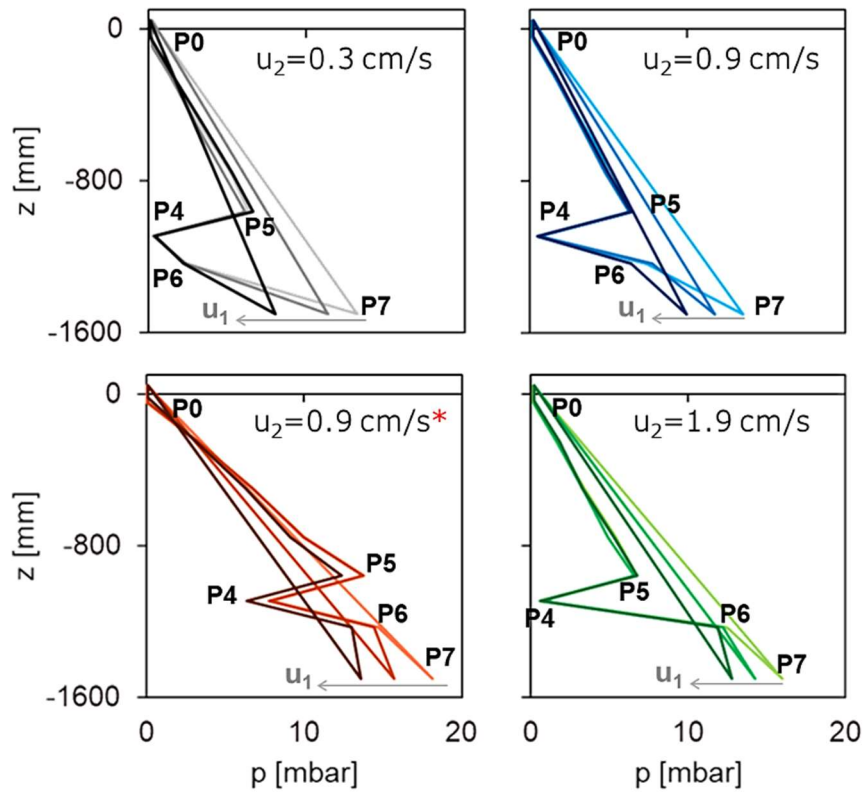 0
P0
u₂=0.3 cm/s
P0
u₂=0.9 cm/s
z [mm]
-800
P4
P5
P4
P5
P6
P6
u₁
P7
u₁
P7
-1600
0
P0
u₂=0.9 cm/s*
P0
u₂=1.9 cm/s
z [mm]
-800
P5
P4
P6
P5
P4
P6
u₁
P7
u₁
P7
-1600
0
10
20
0
10
20
p [mbar]
p [mbar]